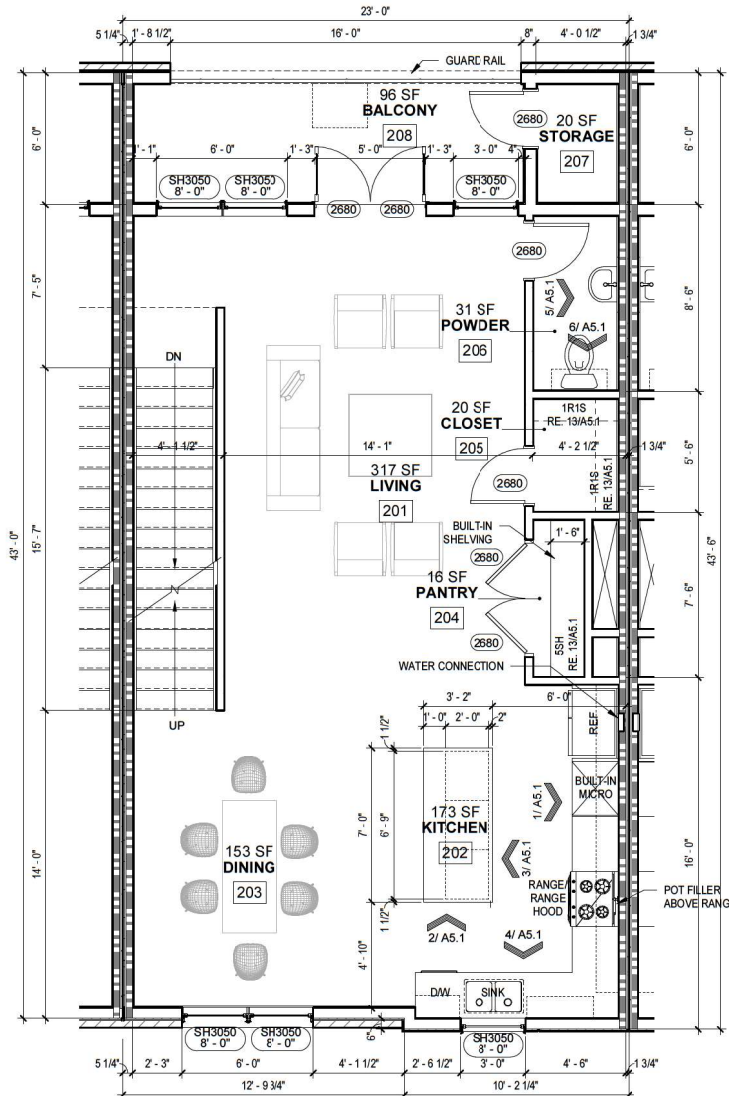 23' - 0"
5 1/4"
1' - 8 1/2"
16' - 0"
8"
4' - 0 1/2"
1 3/4"
GUARD RAIL
96 SF
BALCONY
208
2680
20 SF
STORAGE
207
6' - 0"
6' - 0"
1' - 1"
6' - 0"
1' - 3"
5' - 0"
1' - 3"
3' - 0"
4"
SH3050
8' - 0"
SH3050
8' - 0"
SH3050
8' - 0"
2680
2680
2680
7' - 5"
8' - 6"
5/ A5.1
31 SF
POWDER
206
6/ A5.1
DN
20 SF
CLOSET
205
1R1S
RE. 13/A5.1
4' - 1 1/2"
14' - 1"
4' - 2 1/2"
1 3/4"
5' - 6"
317 SF
LIVING
201
2680
1R1S
RE. 13/A5.1
43' - 0"
15' - 7"
BUILT-IN
SHELVING
1' - 6"
43' - 6"
2680
16 SF
PANTRY
204
7' - 6"
N
2680
5SH
RE. 13/A5.1
WATER CONNECTION
UP
3' - 2"
6' - 0"
1' - 0"
2' - 0"
2"
REF.
1 1/2"
BUILT-IN
MICRO
1/ A5.1
7' - 0"
6' - 9"
173 SF
KITCHEN
202
3/ A5.1
153 SF
DINING
203
14' - 0"
16' - 0"
RANGE/
RANGE
HOOD
POT FILLER
ABOVE RANG
1 1/2"
2/ A5.1
4/ A5.1
4' - 10"
D/W
SINK
SH3050
8' - 0"
SH3050
8' - 0"
6"
SH3050
8' - 0"
5 1/4"
2' - 3"
6' - 0"
4' - 1 1/2"
2' - 6 1/2"
3' - 0"
4' - 6"
1 3/4"
12' - 9 3/4"
10' - 2 1/4"